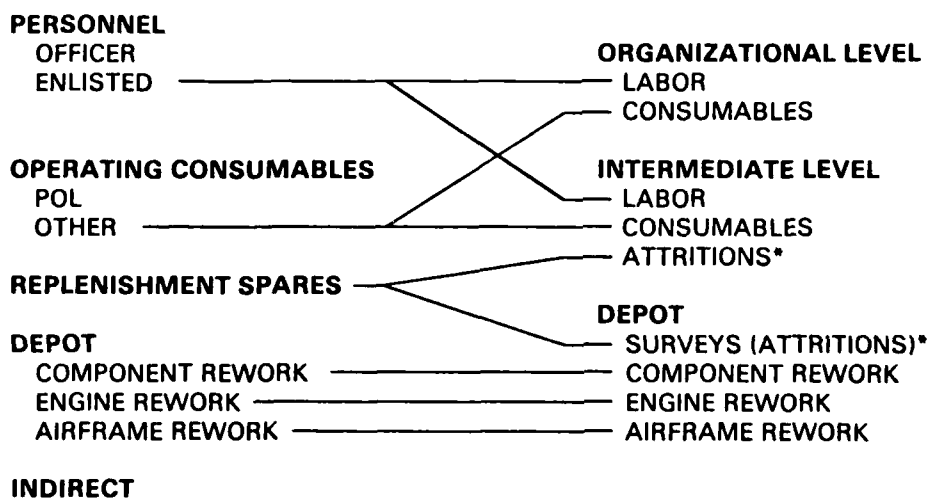 PERSONNEL
OFFICER
ENLISTED
OPERATING CONSUMABLES
POL
OTHER
REPLENISHMENT SPARES
DEPOT
COMPONENT REWORK
ENGINE REWORK
AIRFRAME REWORK
INDIRECT
ORGANIZATIONAL LEVEL
LABOR
CONSUMABLES
INTERMEDIATE LEVEL
LABOR
CONSUMABLES
ATTRITIONS*
DEPOT
SURVEYS (ATTRITIONS)*
COMPONENT REWORK
ENGINE REWORK
AIRFRAME REWORK